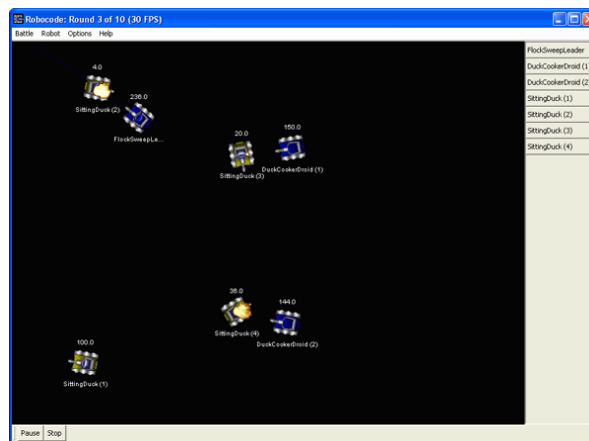 Robocode: Round 3 of 10 (30 FPS)
Battle Robot Options Help
4.0
SittingDuck (2)
236.0
FlockSweepLe...
20.0
SittingDuck (3)
150.0
DuckCookerDroid (1)
36.0
SittingDuck (4)
144.0
DuckCookerDroid (2)
100.0
SittingDuck (1)
FlockSweepLeader
DuckCookerDroid (1)
DuckCookerDroid (2)
SittingDuck (1)
SittingDuck (2)
SittingDuck (3)
SittingDuck (4)
Pause Stop